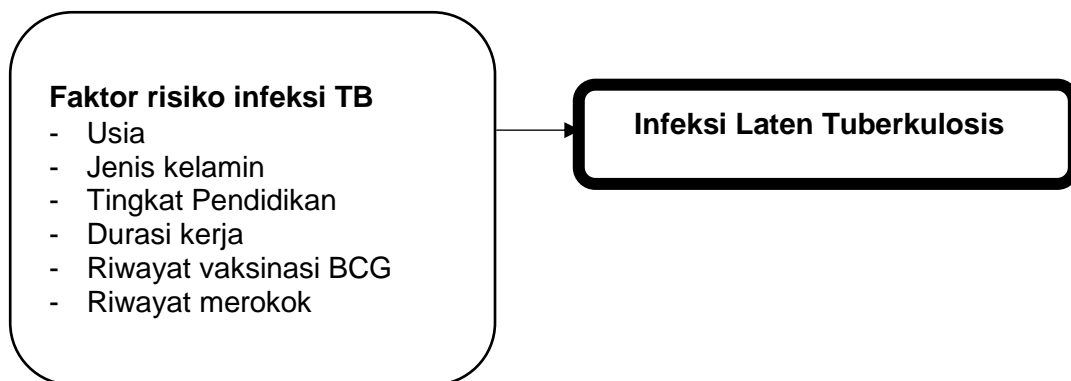 Faktor risiko infeksi TB
- Usia
- Jenis kelamin
- Tingkat Pendidikan
- Durasi kerja
- Riwayat vaksinasi BCG
- Riwayat merokok
Infeksi Laten Tuberkulosis